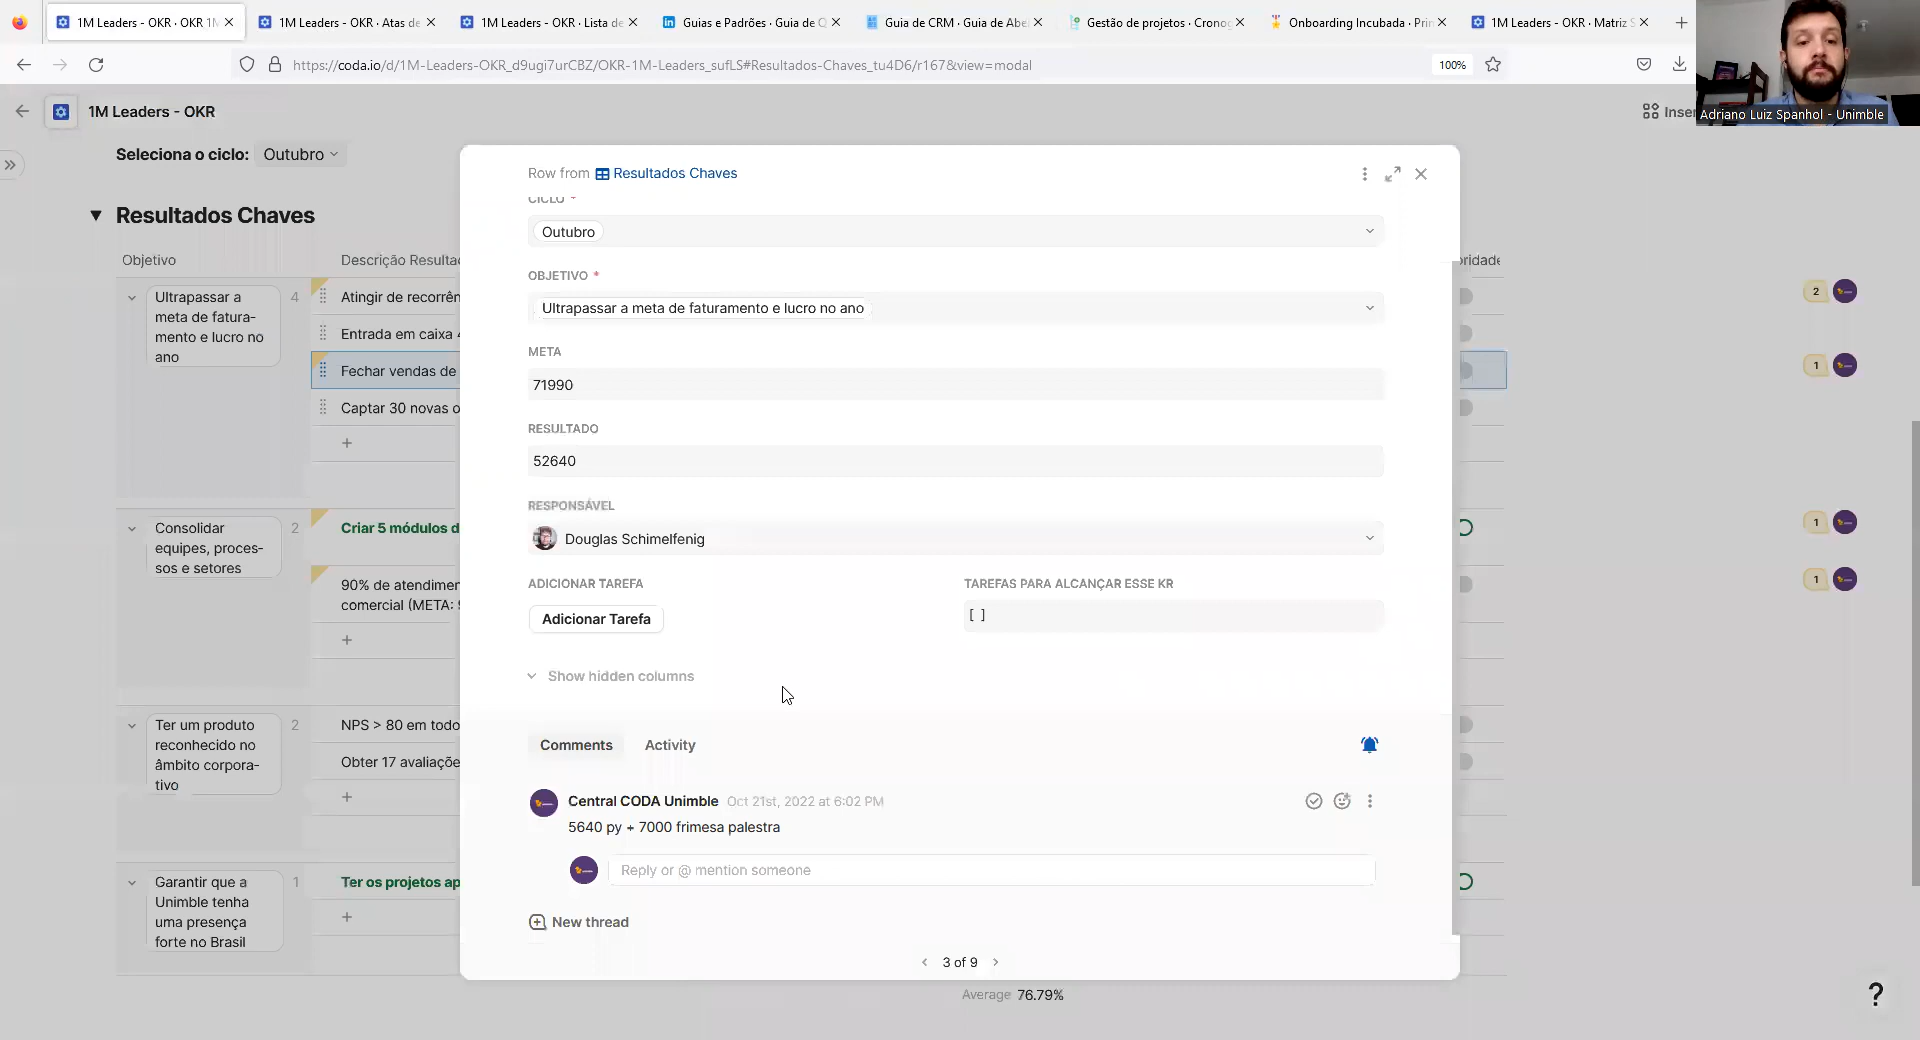 1M Leaders - OKR · OKR 1M
1M Leaders - OKR · Atas de
1M Leaders - OKR · Lista de
Guias e Padrões · Guia de
Guia de CRM · Guia de Abe
Gestão de projetos · Crono
Onboarding Incubada · Prin
1M Leaders - OKR · Matriz
https://coda.io/d/1M-Leaders-OKR_d9ugi7urCBZ/OKR-1M-Leaders_sufLS#Resultados-Chaves_tu4D6/r167&view=modal
100%
Adriano Luiz Spanhol - Unimble
1M Leaders - OKR
Inser
Seleciona o ciclo: Outubro
Resultados Chaves
Objetivo
Descrição Resulta
oridade
Ultrapassar a
meta de fatura-
mento e lucro no
ano
4
Atingir de recorrên
Entrada em caixa
Fechar vendas de
Captar 30 novas o
2
1
Consolidar
equipes, proces-
sos e setores
2
Criar 5 módulos d
90% de atendimen
comercial (META:
1
1
Ter um produto
reconhecido no
âmbito corpora-
tivo
2
NPS > 80 em todo
Obter 17 avaliaçõe
Garantir que a
Unimble tenha
uma presença
forte no Brasil
1
Ter os projetos ap
Row from Resultados Chaves
CICLO *
Outubro
OBJETIVO *
Ultrapassar a meta de faturamento e lucro no ano
META
71990
RESULTADO
52640
RESPONSÁVEL
Douglas Schimelfenig
ADICIONAR TAREFA
TAREFAS PARA ALCANÇAR ESSE KR
Adicionar Tarefa
[ ]
Show hidden columns
Comments
Activity
Central CODA Unimble Oct 21st, 2022 at 6:02 PM
5640 py + 7000 frimesa palestra
Reply or @ mention someone
New thread
3 of 9
Average 76.79%
?